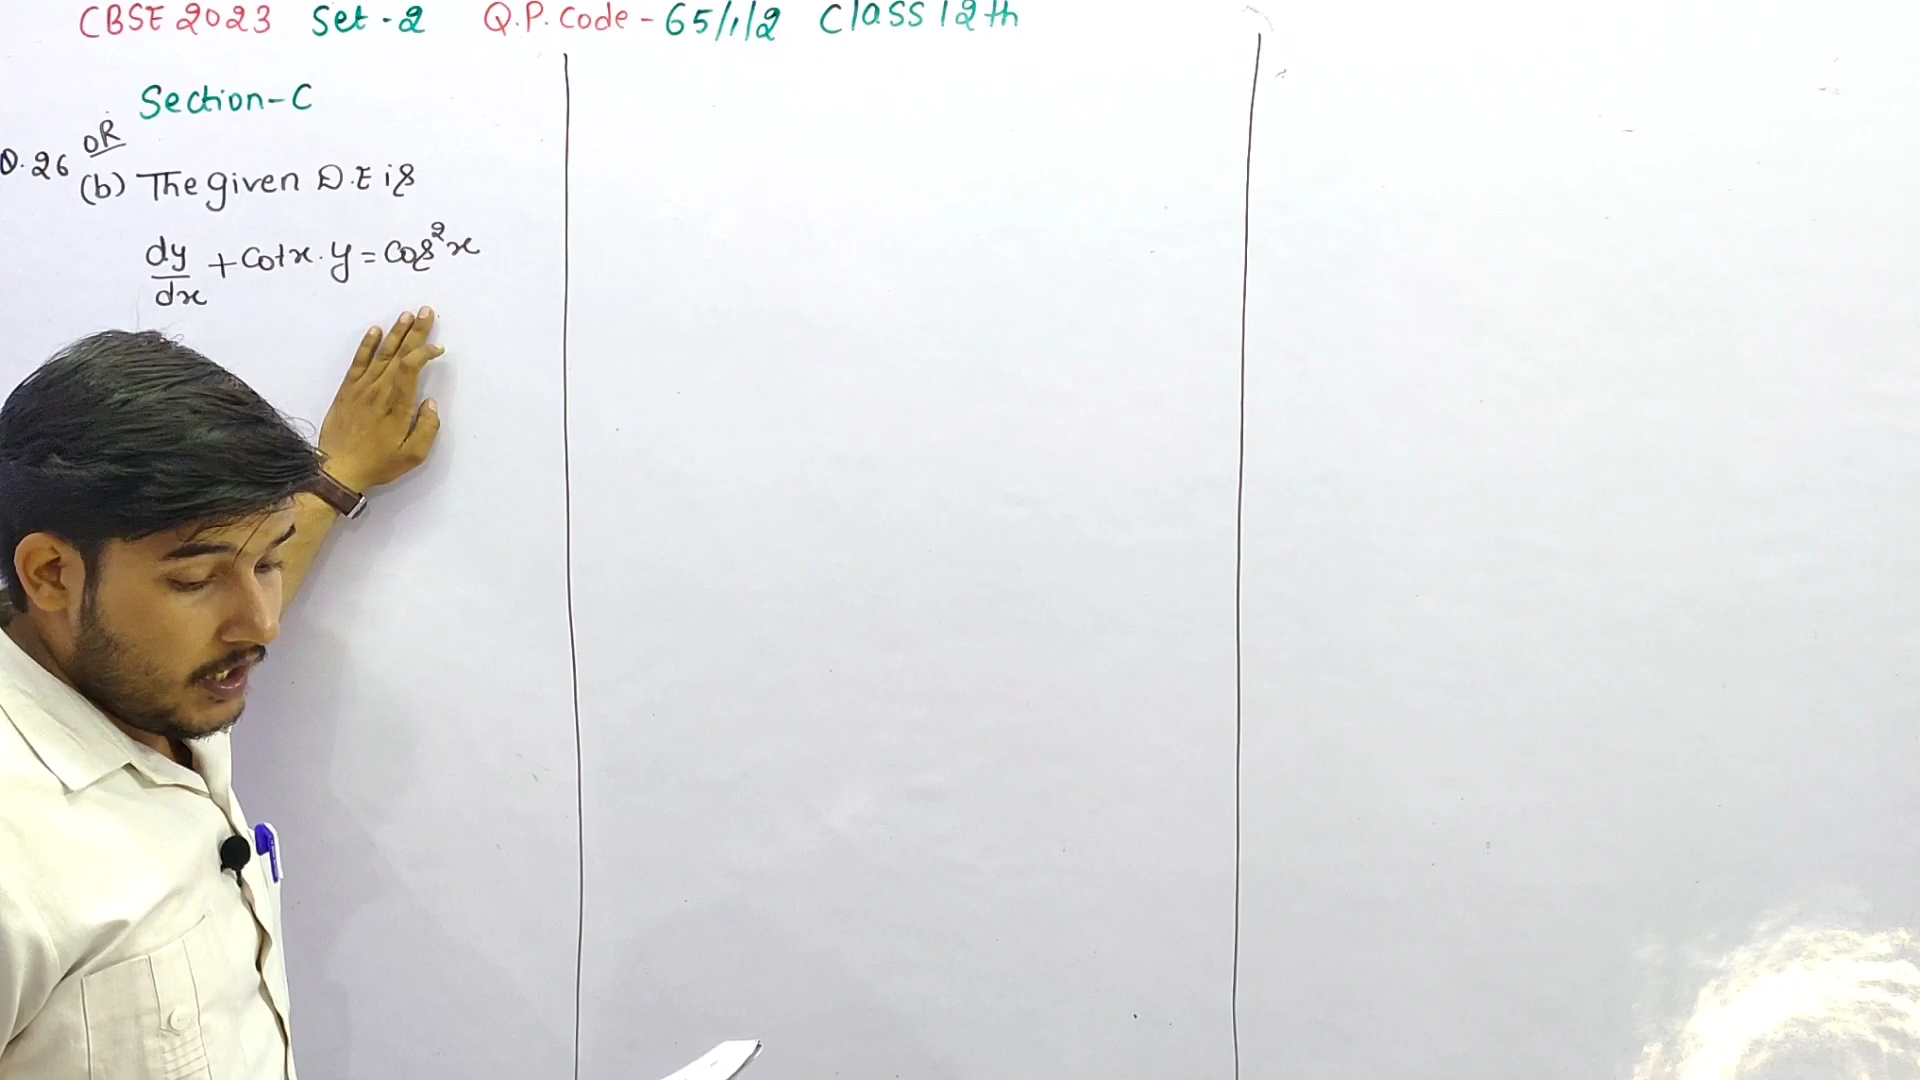 CBSE 2023 Set-2 Q.P. Code - 65/1/2 Class 12th
Section-C
OR
Q.26
(b) The given D.E is
dy/dx + Cotx.y = Cos²x